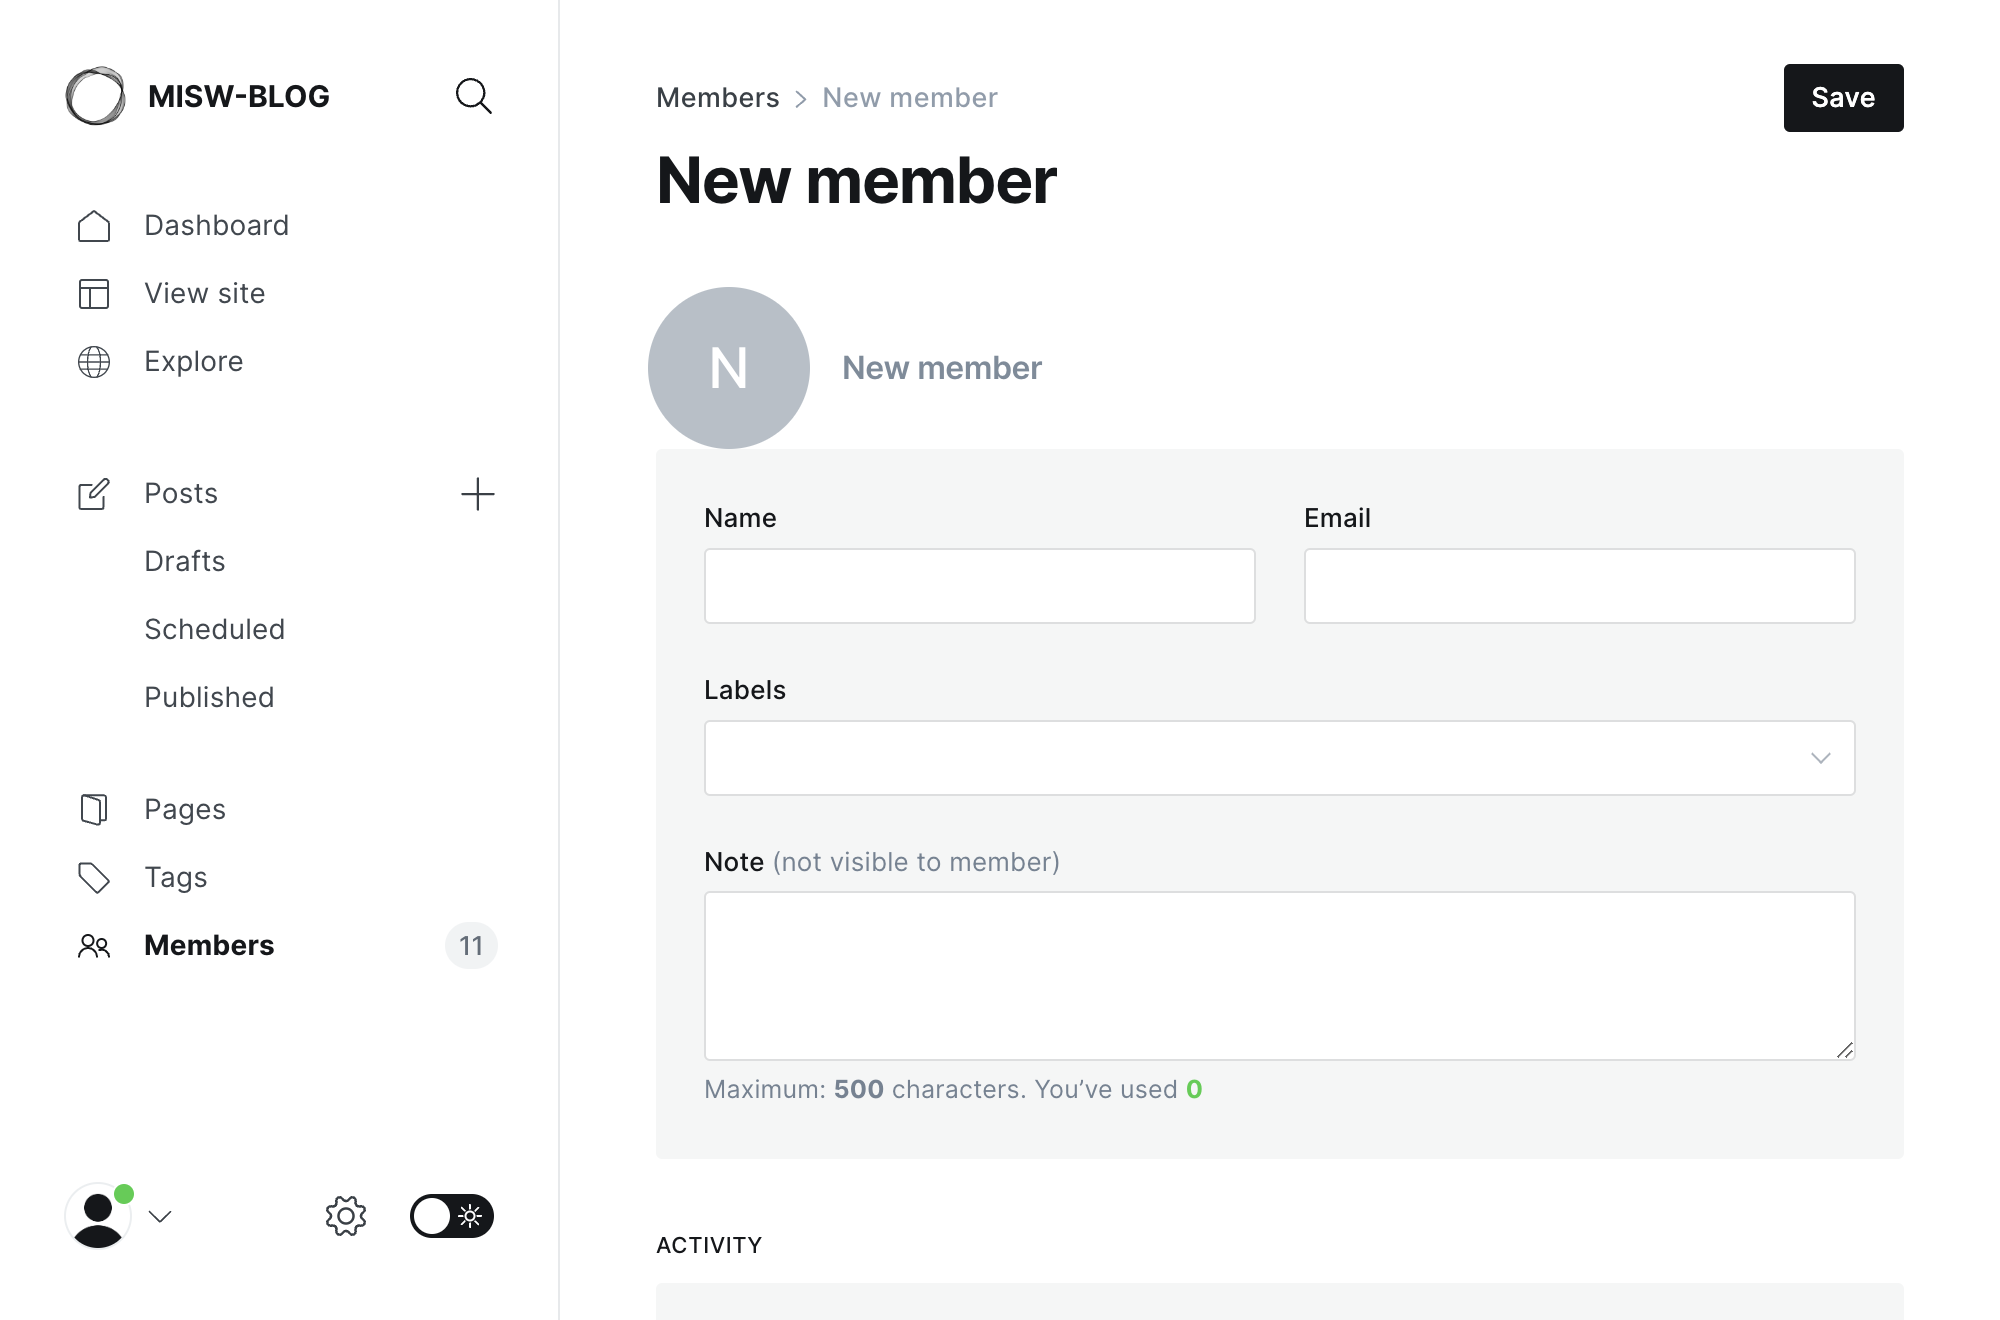 MISW-BLOG
Dashboard
View site
Explore
Posts
Drafts
Scheduled
Published
Pages
Tags
Members 11
Members > New member
Save
New member
N
New member
Name
Email
Labels
Note (not visible to member)
Maximum: 500 characters. You’ve used 0
ACTIVITY